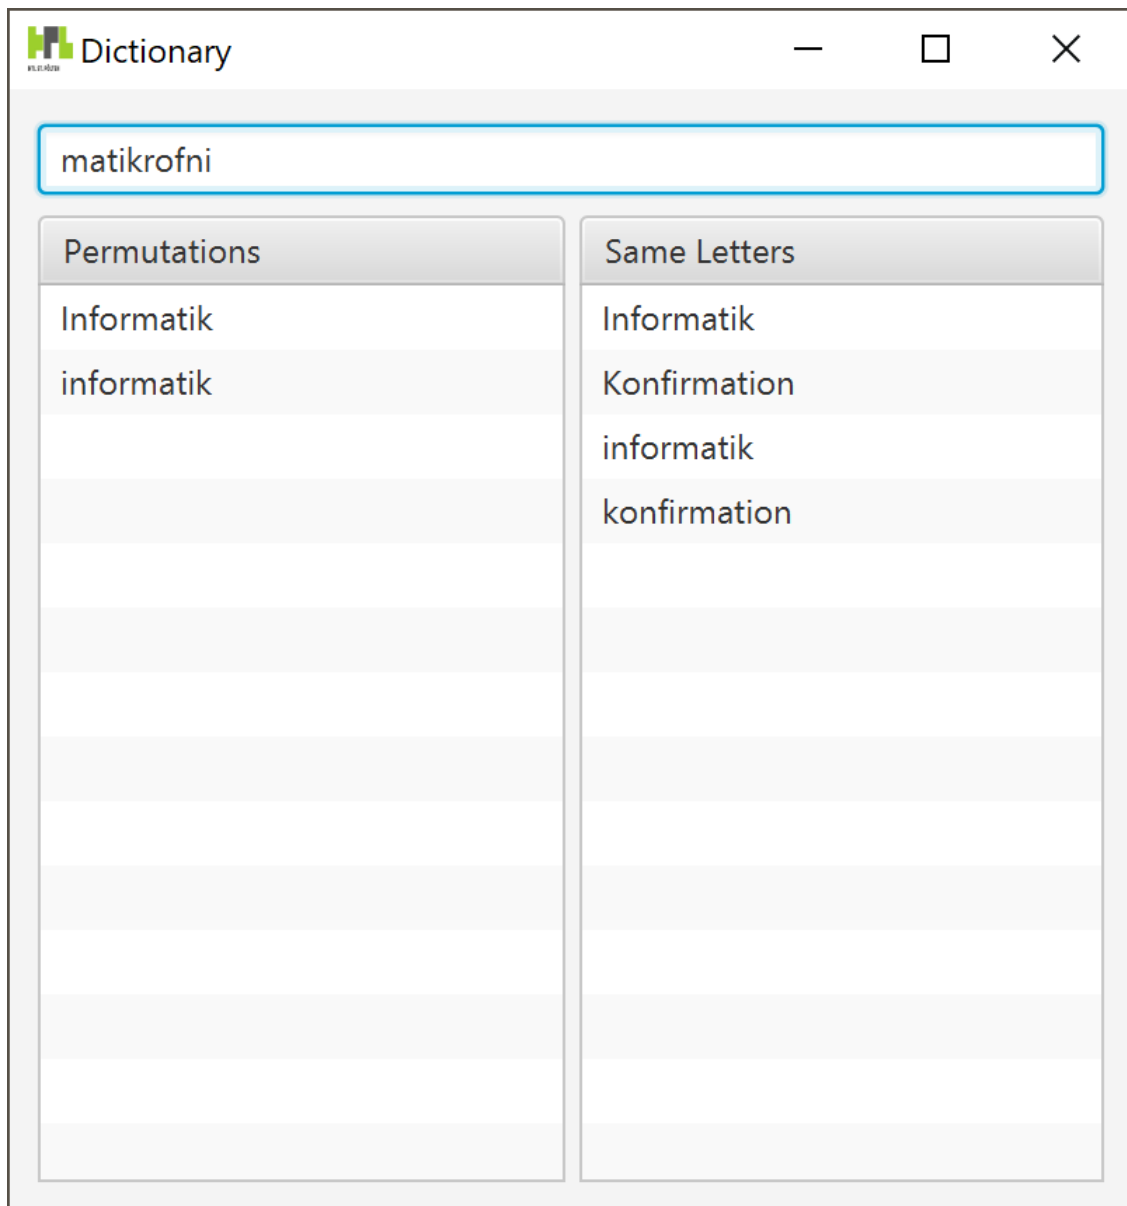 Dictionary
matikrofni
Permutations
Informatik
informatik
Same Letters
Informatik
Konfirmation
informatik
konfirmation